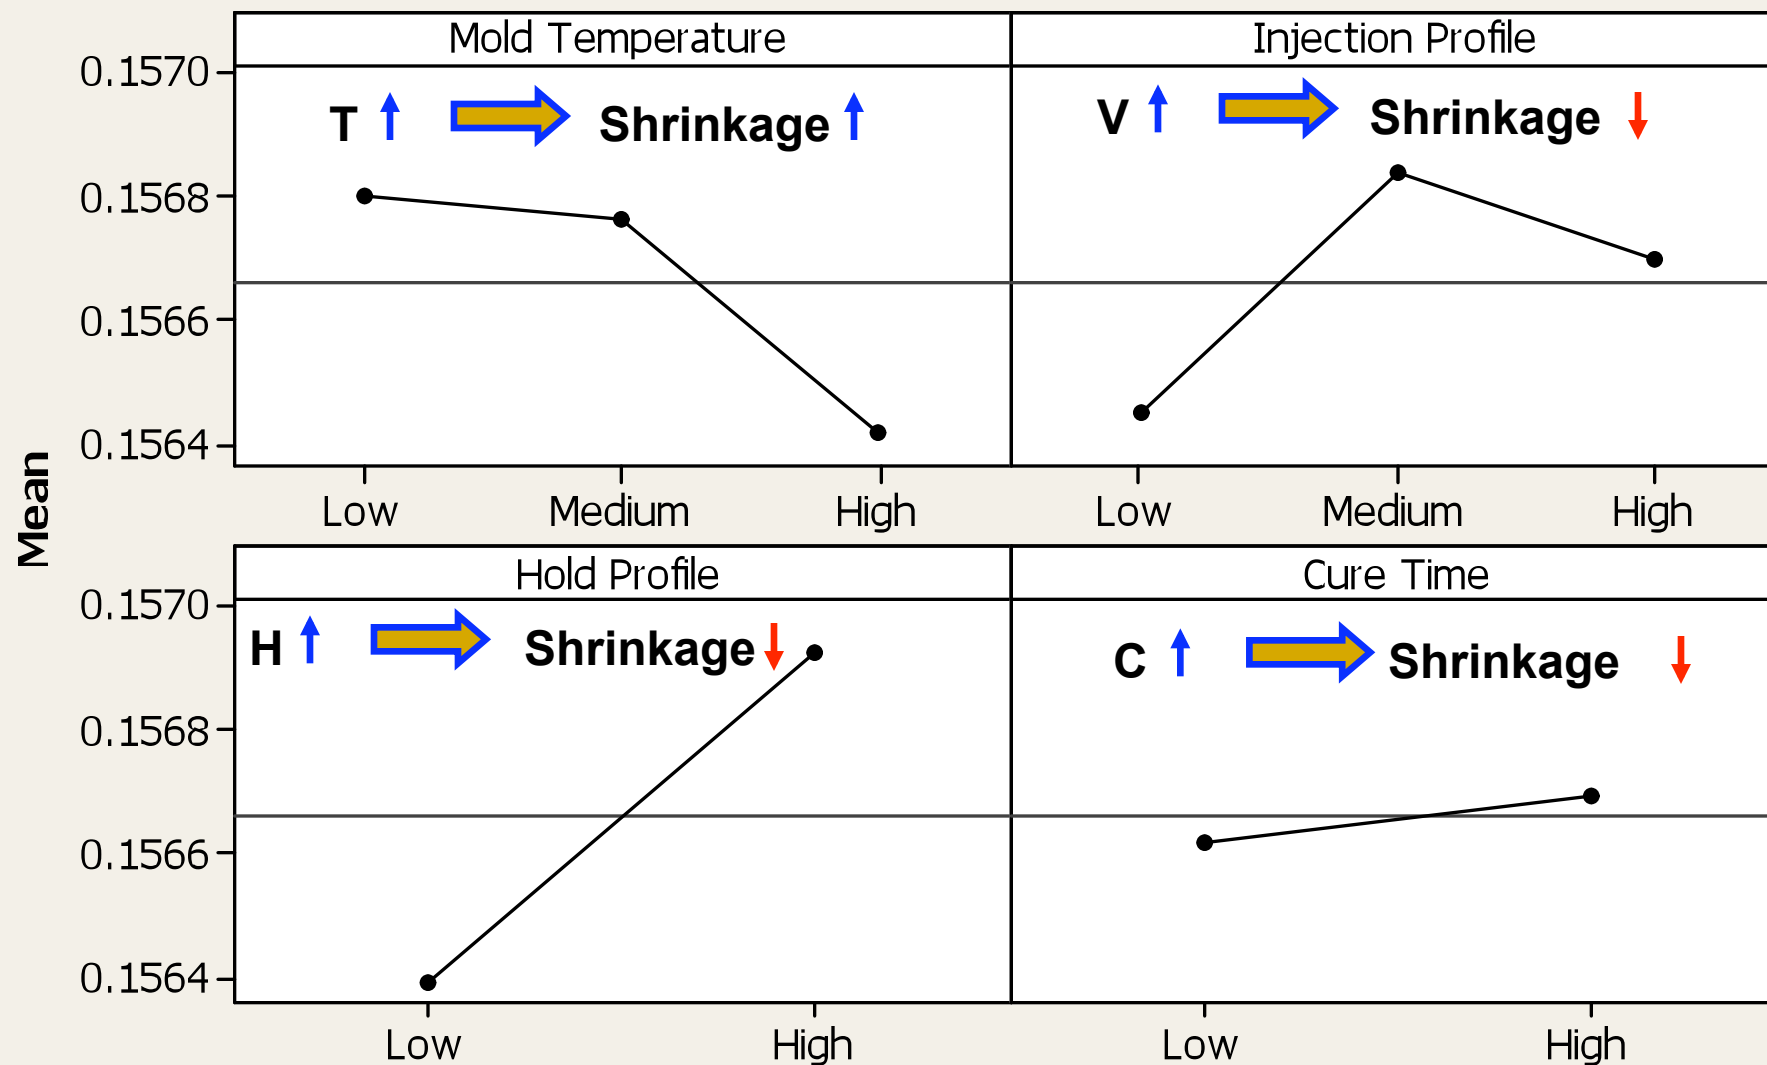 Mean
Mold Temperature
Injection Profile
0.1570
0.1568
0.1566
0.1564
T Shrinkage
V Shrinkage
Low Medium High
Low Medium High
Hold Profile
Cure Time
0.1570
0.1568
0.1566
0.1564
H Shrinkage
C Shrinkage
Low High
Low High